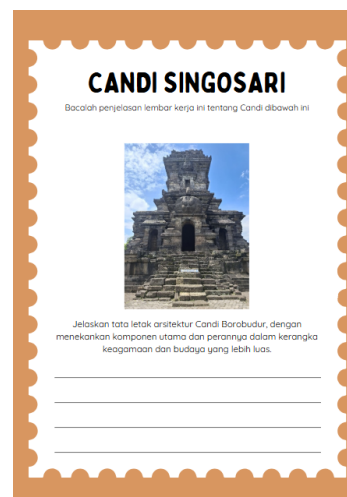 CANDI SINGOSARI
Bacalah penjelasan lembar kerja ini tentang Candi dibawah ini
Jelaskan tata letak arsitektur Candi Borobudur, dengan
menekankan komponen utama dan perannya dalam kerangka
keagamaan dan budaya yang lebih luas.